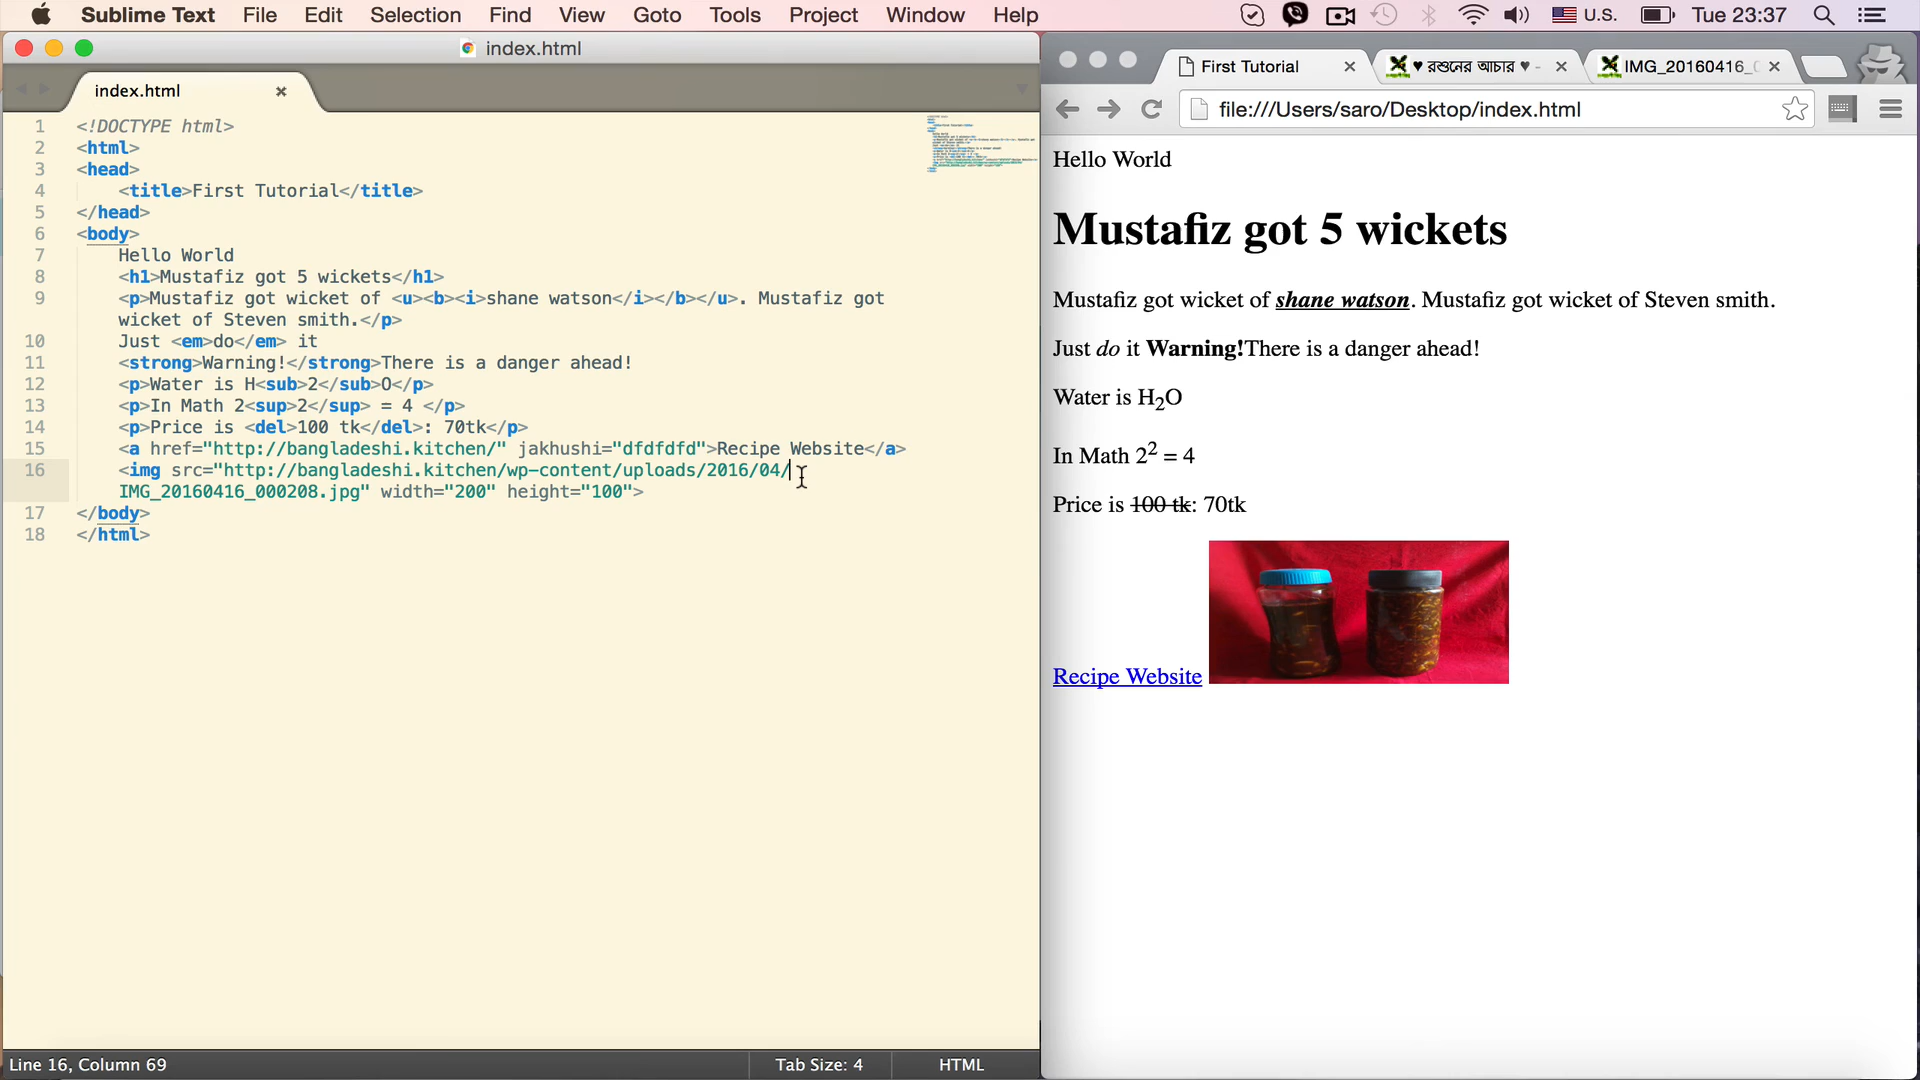 Sublime Text File Edit Selection Find View Goto Tools Project Window Help U.S. Tue 23:37
index.html
index.html
1 <!DOCTYPE html>
2 <html>
3 <head>
4 <title>First Tutorial</title>
5 </head>
6 <body>
7 Hello World
8 <h1>Mustafiz got 5 wickets</h1>
9 <p>Mustafiz got wicket of <u><b><i>shane watson</i></b></u>. Mustafiz got
wicket of Steven smith.</p>
10 Just <em>do</em> it
11 <strong>Warning!</strong>There is a danger ahead!
12 <p>Water is H<sub>2</sub>O</p>
13 <p>In Math 2<sup>2</sup> = 4 </p>
14 <p>Price is <del>100 tk</del>: 70tk</p>
15 <a href="http://bangladeshi.kitchen/" jakhushi="dfdfdfd">Recipe Website</a>
16 <img src="http://bangladeshi.kitchen/wp-content/uploads/2016/04/
IMG_20160416_000208.jpg" width="200" height="100">
17 </body>
18 </html>
Line 16, Column 69 Tab Size: 4 HTML
First Tutorial ♥ রশুনের আচার ♥ - IMG_20160416_
file:///Users/saro/Desktop/index.html
Hello World
Mustafiz got 5 wickets
Mustafiz got wicket of shane watson. Mustafiz got wicket of Steven smith.
Just do it Warning!There is a danger ahead!
Water is H₂O
In Math 2² = 4
Price is 100 tk: 70tk
Recipe Website